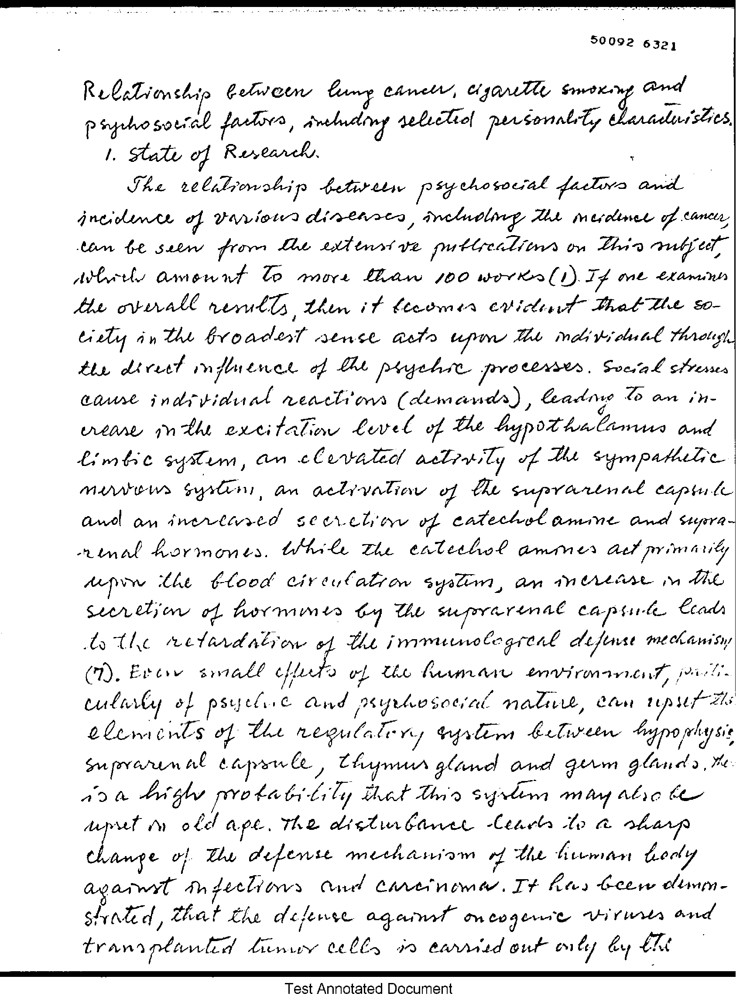 50092 6321
Relationship between lung cancer, cigarette smoking and
psychosocial factors, including selected personality characteristics.
1. State of Research.
The relationship between psychosocial factors and
incidence of various diseases, including the incidence of cancer,
can be seen from the extensive publications on this subject,
which amount to more than 100 works (1). If one examines
the overall results, then it becomes evident that the so-
ciety in the broadest sense acts upon the individual through
the direct influence of the psychic processes. Social stresses
cause individual reactions (demands), leading to an in-
crease in the excitation level of the hypothalamus and
limbic system, an elevated activity of the sympathetic
nervous system, an activation of the suprarenal capsule
and an increased secretion of catecholamine and supra-
renal hormones. While the catechol amines act primarily
upon the blood circulation system, an increase in the
secretion of hormones by the suprarenal capsule leads
to the retardation of the immunological defense mechanism
(7). Even small effects of the human environment, parti-
cularly of psychic and psychosocial nature, can upset the
elements of the regulatory system between hypophysis,
suprarenal capsule, thymus gland and germ glands.
is a high probability that this system may also be
upset in old age. The disturbance leads to a sharp
change of the defense mechanism of the human body
against infections and carcinoma. It has been demon-
strated, that the defense against oncogenic viruses and
transplanted tumor cells is carried out only by the
Test Annotated Document